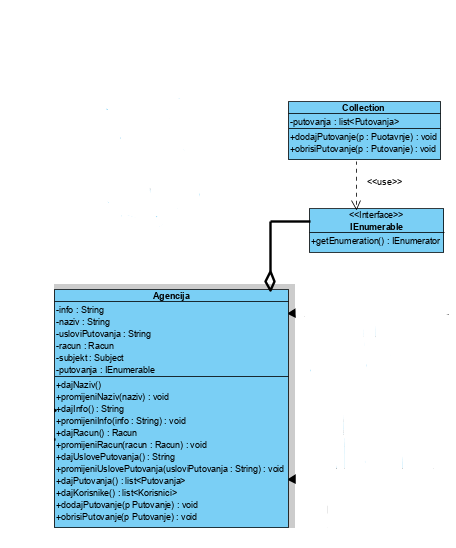 Collection
-putovanja : list<Putovanja>
+dodajPutovanje(p : Puotavnje) : void
+obrisiPutovanje(p : Putovanje) : void
<<use>>
<<Interface>>
IEnumerable
+getEnumeration() : IEnumerator
Agencija
-info : String
-naziv : String
-usloviPutovanja : String
-racun : Racun
-subjekt : Subject
-putovanja : IEnumerable
+dajNaziv()
+promijeniNaziv(naziv) : void
+dajInfo() : String
+promijeniInfo(info : String) : void
+dajRacun() : Racun
+promijeniRacun(racun : Racun) : void
+dajUslovePutovanja() : String
+promijeniUslovePutovanja(usloviPutovanja : String) : void
+dajPutovanja() : list<Putovanja>
+dajKorisnike() : list<Korisnici>
+dodajPutovanje(p Putovanje) : void
+obrisiPutovanje(p Putovanje) : void